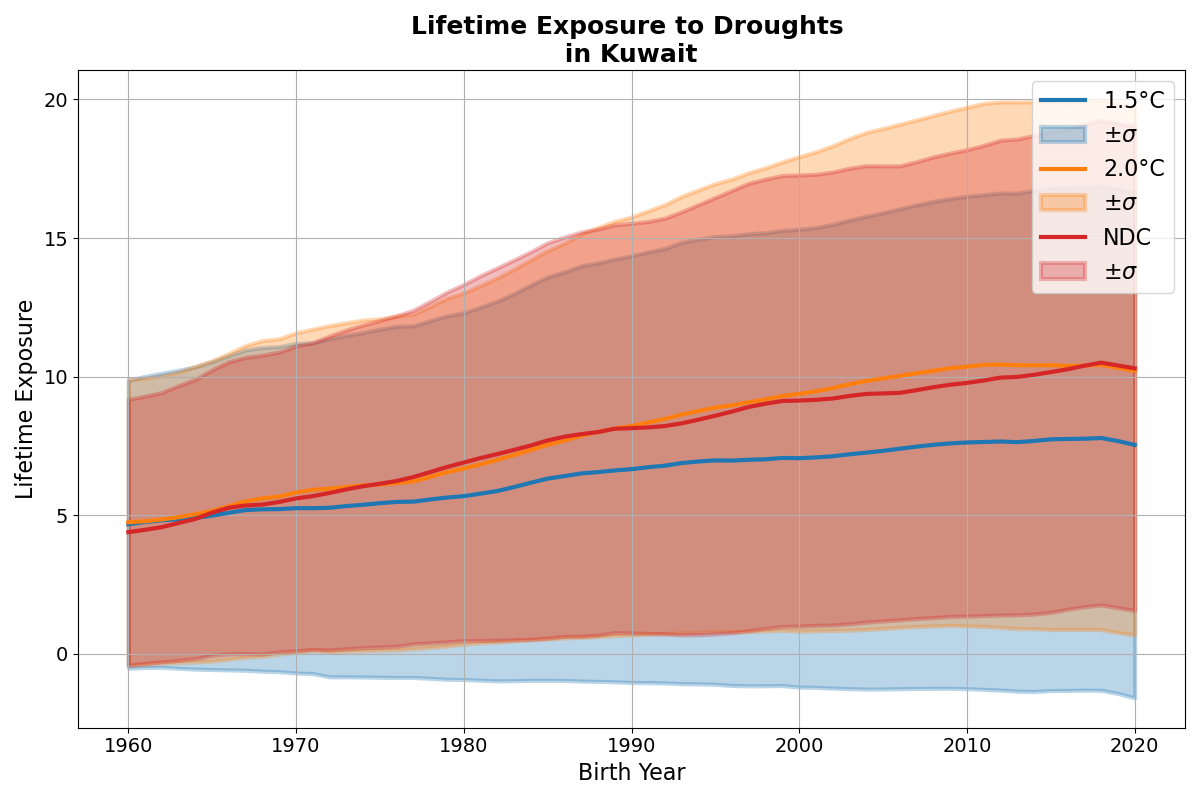 Lifetime Exposure to Droughts
in Kuwait
Lifetime Exposure
20
15
10
5
0
1960
1970
1980
1990
2000
2010
2020
Birth Year
1.5°C
±σ
2.0°C
±σ
NDC
±σ